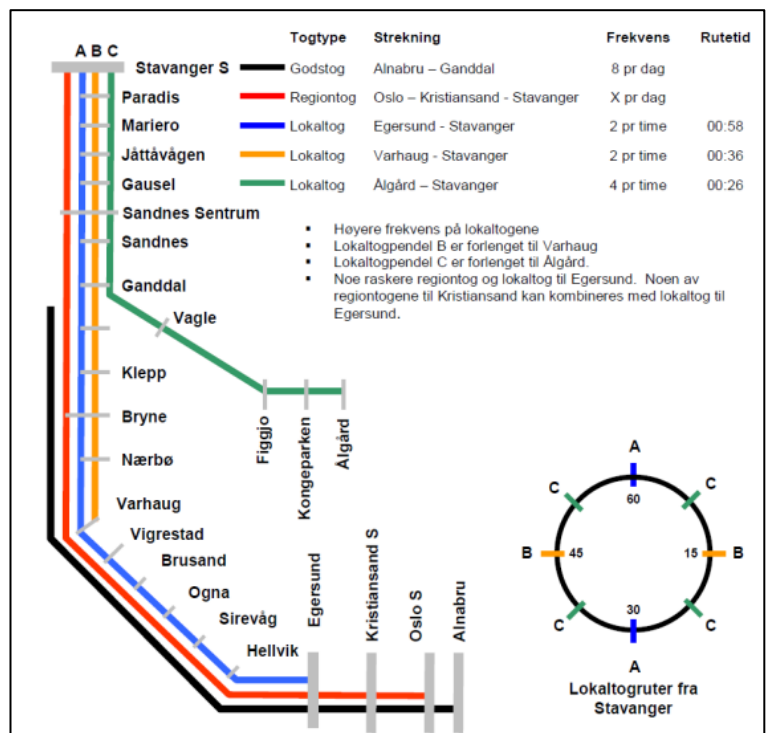 A B C
Togtype Strekning Frekvens Rutetid
Stavanger S Godstog Alnabru – Ganddal 8 pr dag
Paradis Regiontog Oslo – Kristiansand - Stavanger X pr dag
Mariero Lokaltog Egersund - Stavanger 2 pr time 00:58
Jåttåvågen Lokaltog Varhaug - Stavanger 2 pr time 00:36
Gausel Lokaltog Ålgård – Stavanger 4 pr time 00:26
Sandnes Sentrum
Sandnes
Ganddal
▪ Høyere frekvens på lokaltogene
▪ Lokaltogpendel B er forlenget til Varhaug
▪ Lokaltogpendel C er forlenget til Ålgård.
▪ Noe raskere regiontog og lokaltog til Egersund. Noen av
regiontogene til Kristiansand kan kombineres med lokaltog til
Egersund.
Vagle
Klepp
Bryne
Nærbø
Figgjo
Kongeparken
Ålgård
Varhaug
Vigrestad
Brusand
Ogna
Sirevåg
Hellvik
Egersund
Kristiansand S
Oslo S
Alnabru
A
C C
60
B 45 15 B
30
C C
A
Lokaltogruter fra
Stavanger